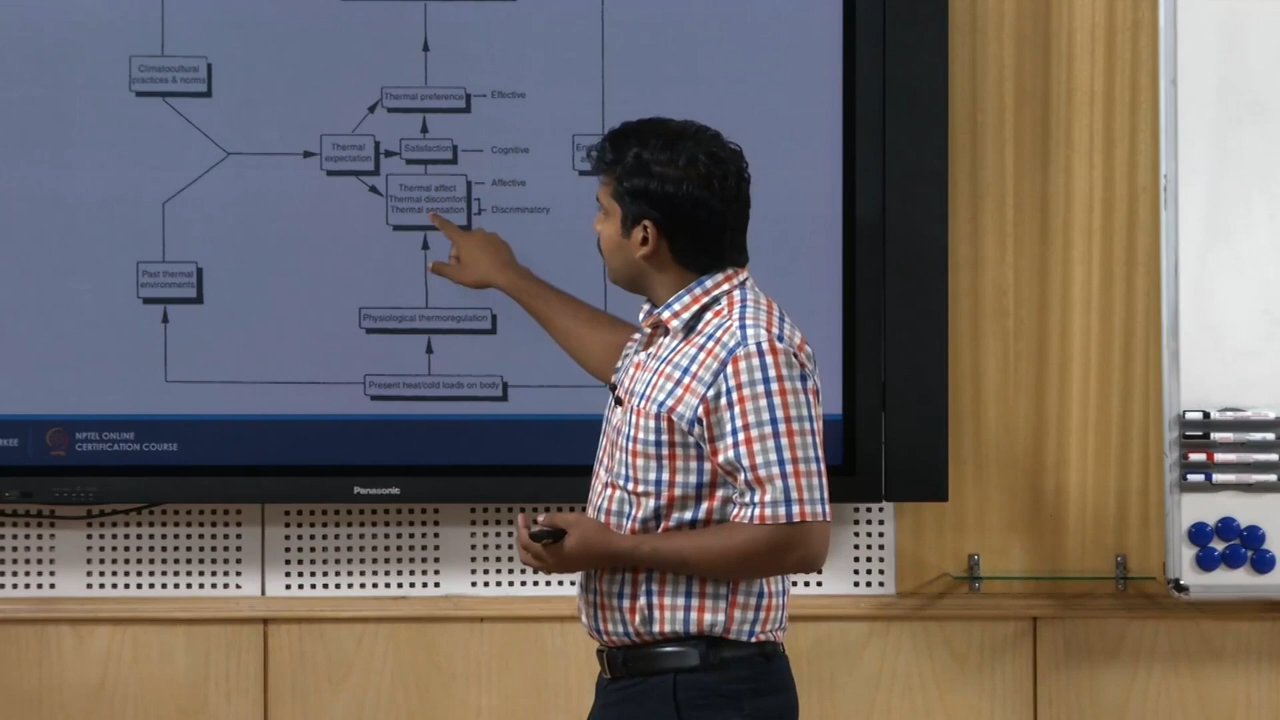 Climatocultural
practices & norms
Thermal preference
Effective
Thermal
expectation
Satisfaction
Cognitive
Thermal affect
Thermal discomfort
Thermal sensation
Affective
Discriminatory
Past thermal
environments
Physiological thermoregulation
Present heat/cold loads on body
NPTEL ONLINE
CERTIFICATION COURSE
Panasonic